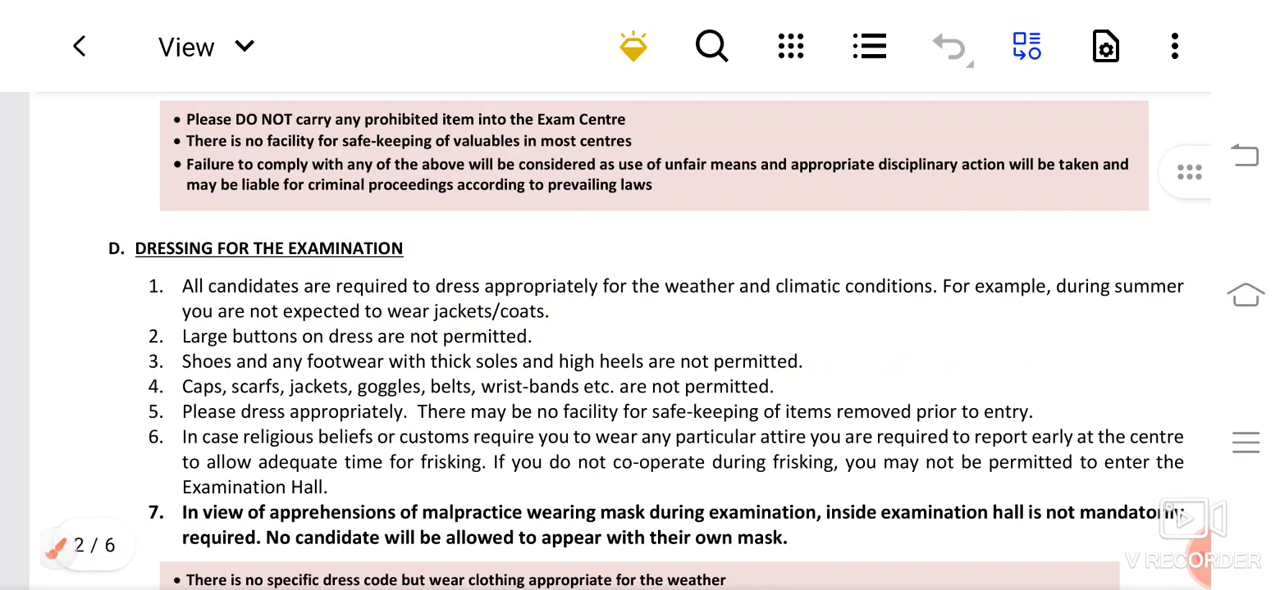 View
• Please DO NOT carry any prohibited item into the Exam Centre
• There is no facility for safe-keeping of valuables in most centres
• Failure to comply with any of the above will be considered as use of unfair means and appropriate disciplinary action will be taken and
may be liable for criminal proceedings according to prevailing laws
D. DRESSING FOR THE EXAMINATION
1. All candidates are required to dress appropriately for the weather and climatic conditions. For example, during summer
you are not expected to wear jackets/coats.
2. Large buttons on dress are not permitted.
3. Shoes and any footwear with thick soles and high heels are not permitted.
4. Caps, scarfs, jackets, goggles, belts, wrist-bands etc. are not permitted.
5. Please dress appropriately. There may be no facility for safe-keeping of items removed prior to entry.
6. In case religious beliefs or customs require you to wear any particular attire you are required to report early at the centre
to allow adequate time for frisking. If you do not co-operate during frisking, you may not be permitted to enter the
Examination Hall.
7. In view of apprehensions of malpractice wearing mask during examination, inside examination hall is not mandatorily
required. No candidate will be allowed to appear with their own mask.
2 / 6
V RECORDER
• There is no specific dress code but wear clothing appropriate for the weather